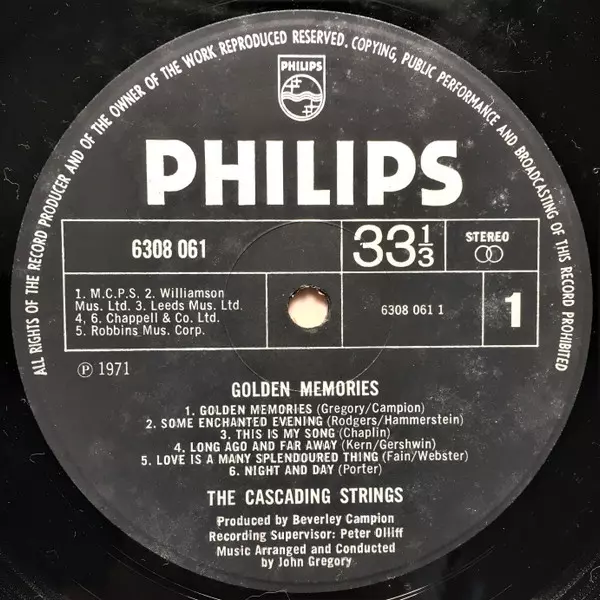 ALL RIGHTS OF THE RECORD PRODUCER AND OF THE OWNER OF THE WORK REPRODUCED RESERVED. COPYING, PUBLIC PERFORMANCE AND BROADCASTING OF THIS RECORD PROHIBITED
PHILIPS
PHILIPS
6308 061
33 1/3
STEREO
1. M.C.P.S. 2. Williamson
Mus. Ltd. 3. Leeds Mus. Ltd.
4, 6. Chappell & Co. Ltd.
5. Robbins Mus. Corp.
6308 061 1
1
℗ 1971
GOLDEN MEMORIES
1. GOLDEN MEMORIES (Gregory/Campion)
2. SOME ENCHANTED EVENING (Rodgers/Hammerstein)
3. THIS IS MY SONG (Chaplin)
4. LONG AGO AND FAR AWAY (Kern/Gershwin)
5. LOVE IS A MANY SPLENDOURED THING (Fain/Webster)
6. NIGHT AND DAY (Porter)
THE CASCADING STRINGS
Produced by Beverley Campion
Recording Supervisor: Peter Olliff
Music Arranged and Conducted
by John Gregory